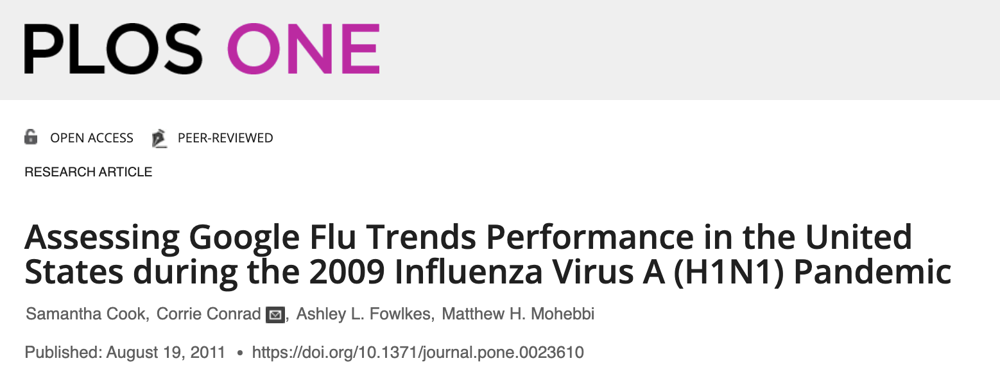 PLOS ONE
OPEN ACCESS PEER-REVIEWED
RESEARCH ARTICLE
Assessing Google Flu Trends Performance in the United
States during the 2009 Influenza Virus A (H1N1) Pandemic
Samantha Cook, Corrie Conrad , Ashley L. Fowlkes, Matthew H. Mohebbi
Published: August 19, 2011 • https://doi.org/10.1371/journal.pone.0023610